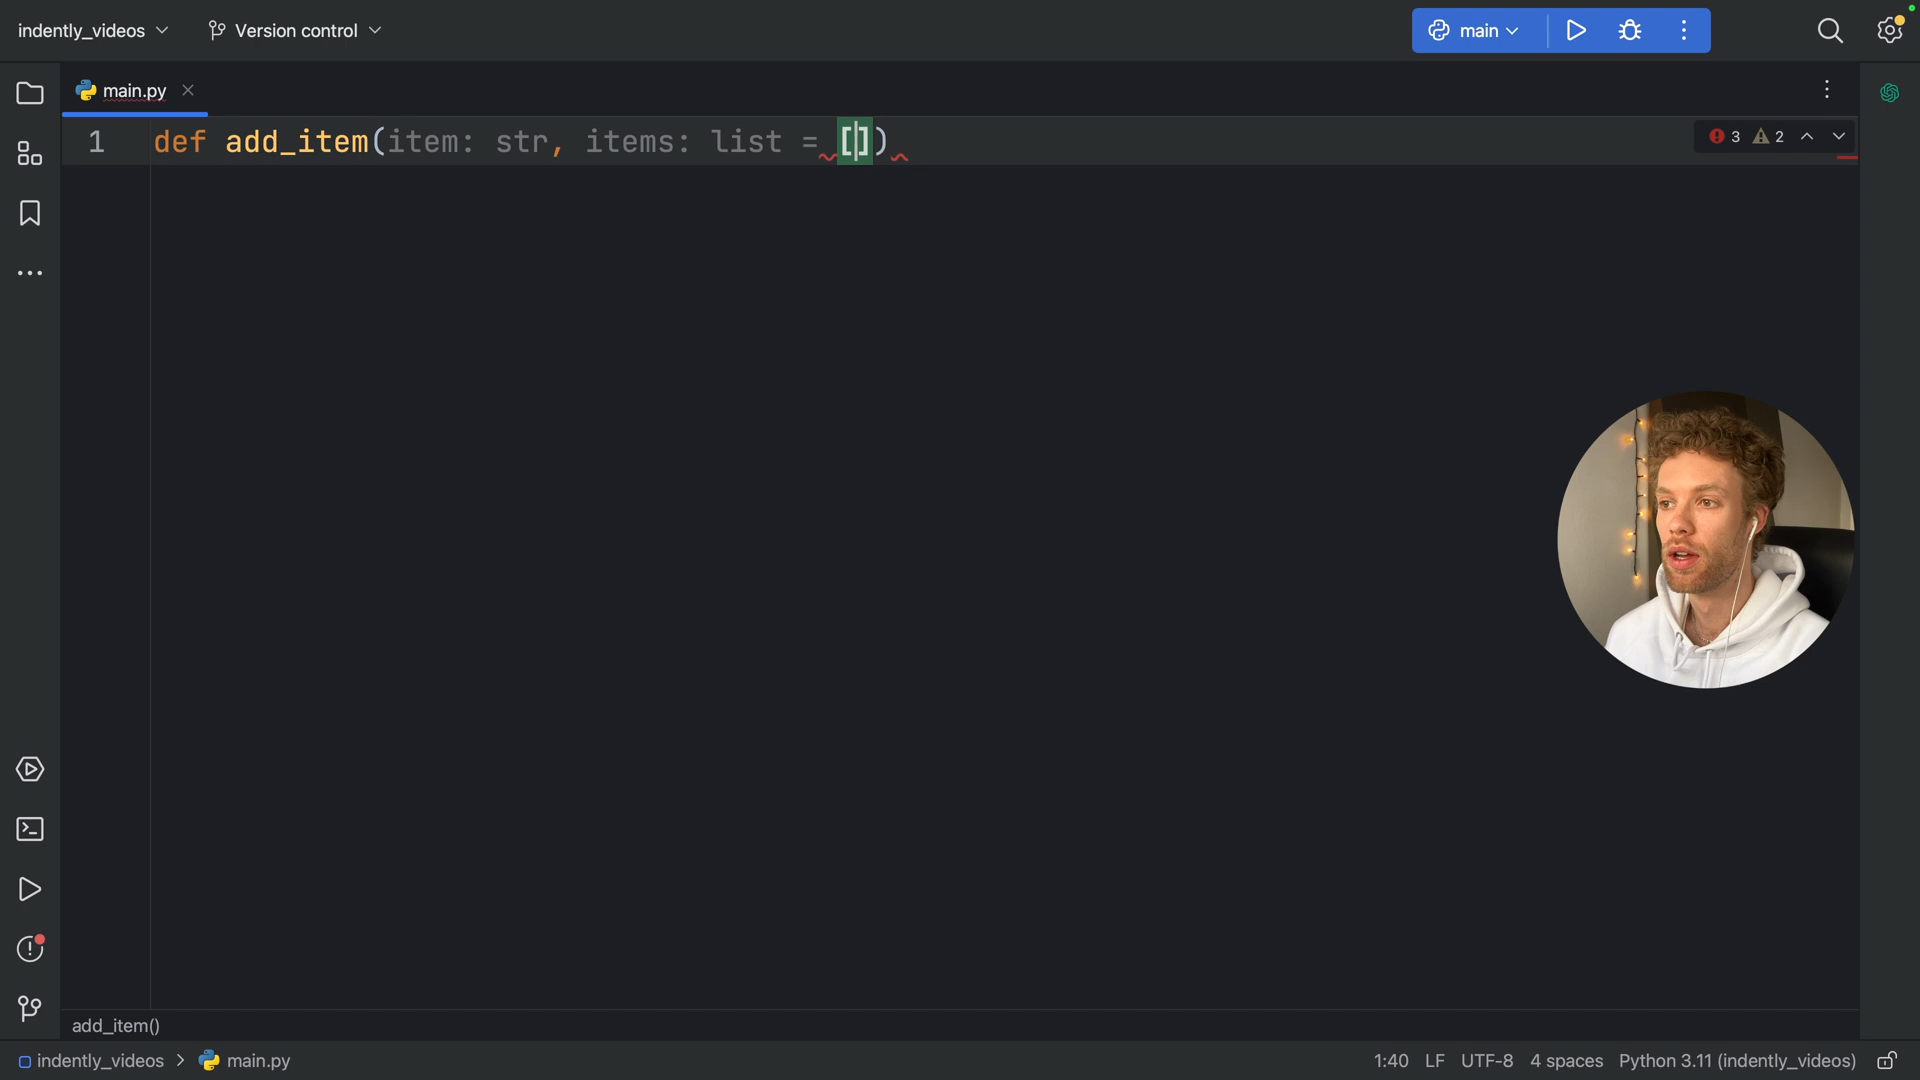 indently_videos
Version control
main
main.py
1 def add_item(item: str, items: list = [])
3 2
add_item()
indently_videos > main.py
1:40 LF UTF-8 4 spaces Python 3.11 (indently_videos)